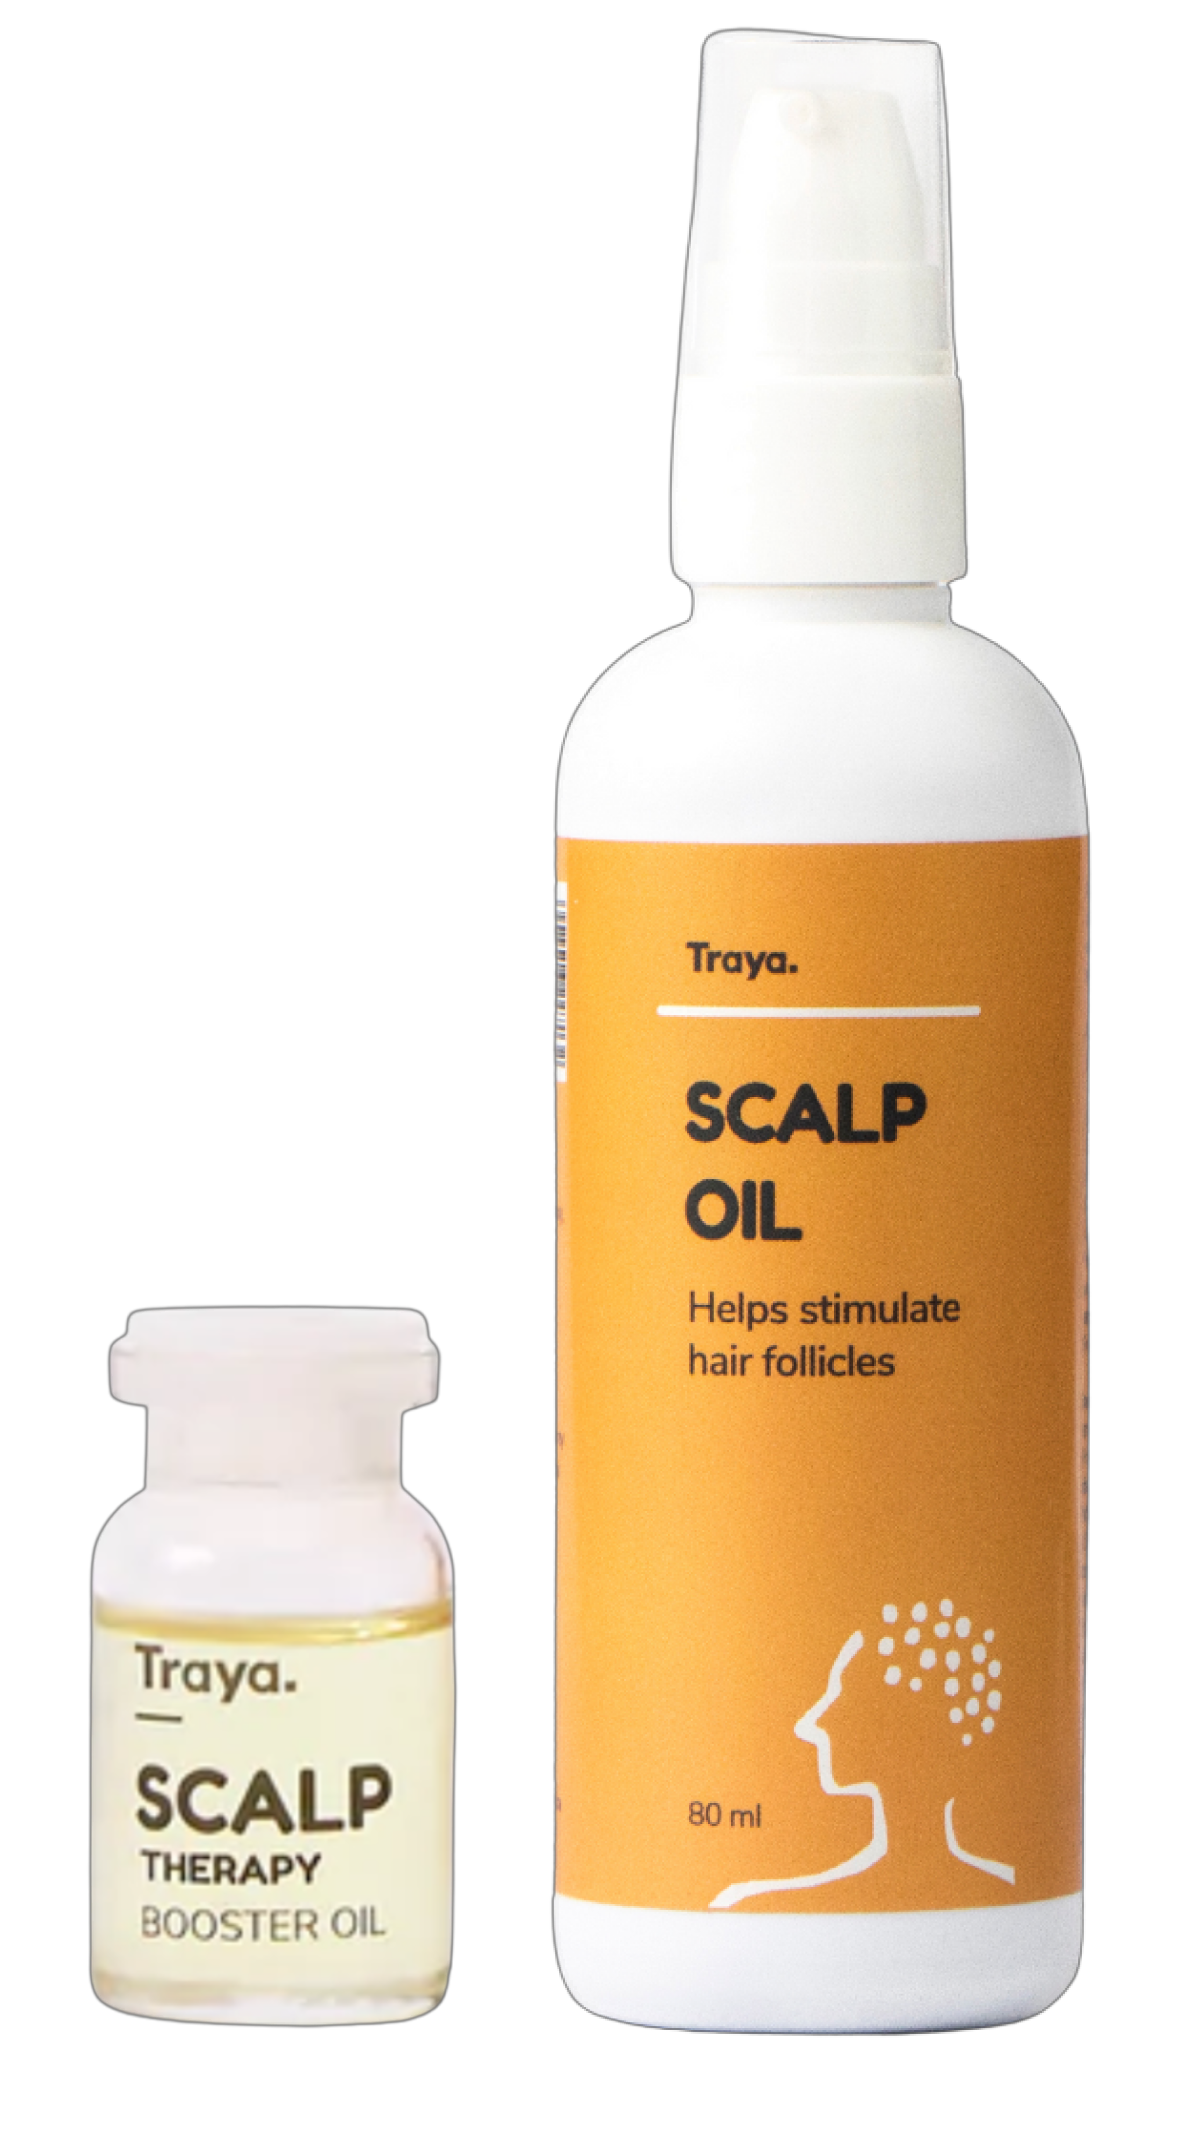 Traya.
SCALP
THERAPY
BOOSTER OIL
Traya.
SCALP
OIL
Helps stimulate
hair follicles
80 ml